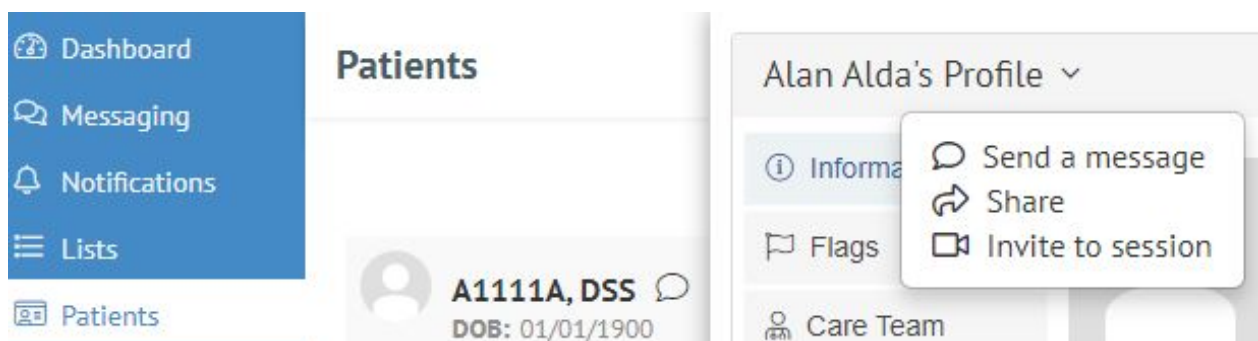 Dashboard
Messaging
Notifications
Lists
Patients
Patients
A1111A, DSS
DOB: 01/01/1900
Alan Alda's Profile
Informa
Flags
Care Team
Send a message
Share
Invite to session